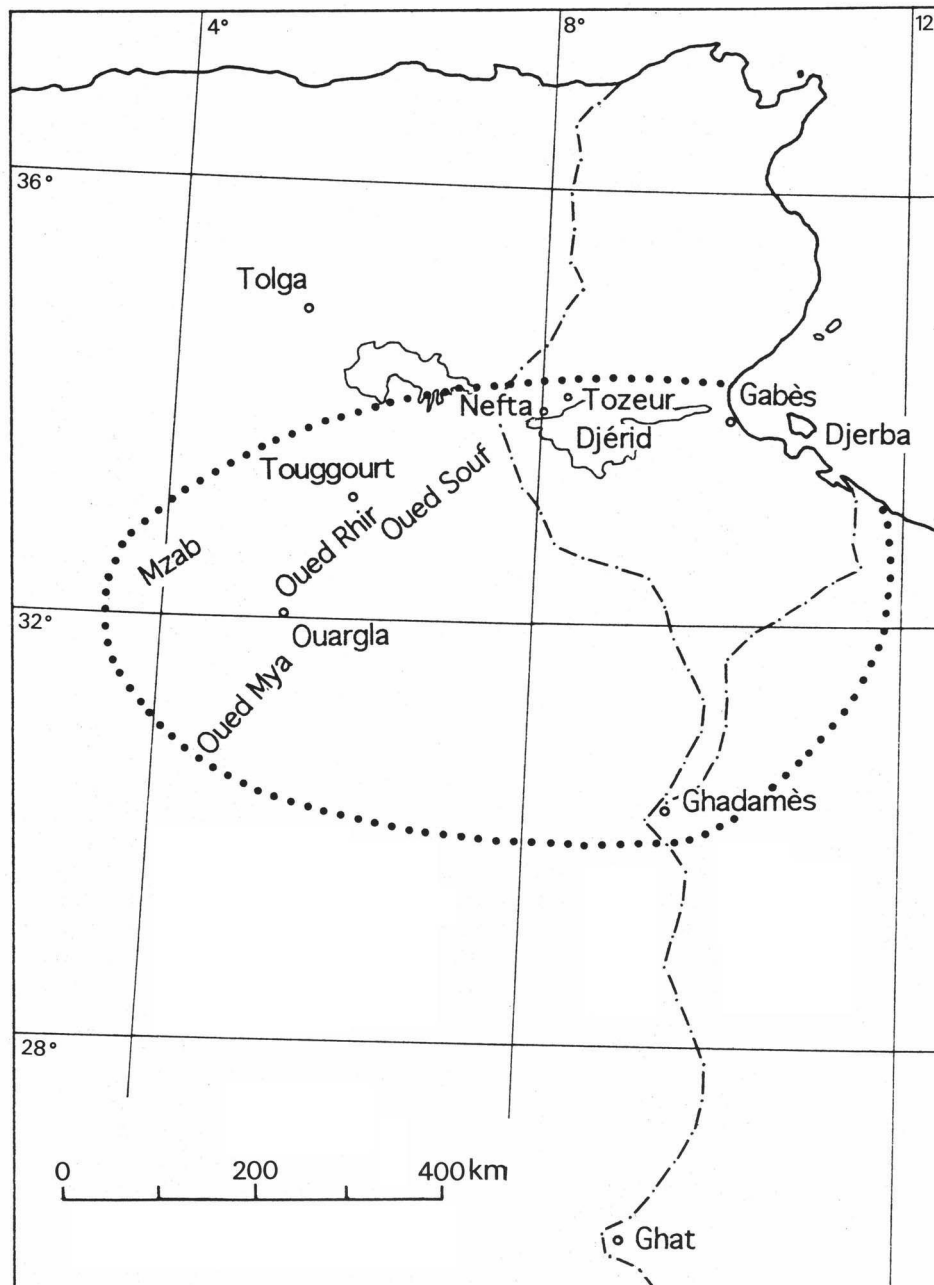 4°
8°
12
36°
Tolga
Nefta
Tozeur
Gabès
Djérid
Djerba
Touggourt
Oued Souf
Oued Rhir
Mzab
32°
Ouargla
Oued Mya
Ghadamès
28°
0 200 400km
Ghat